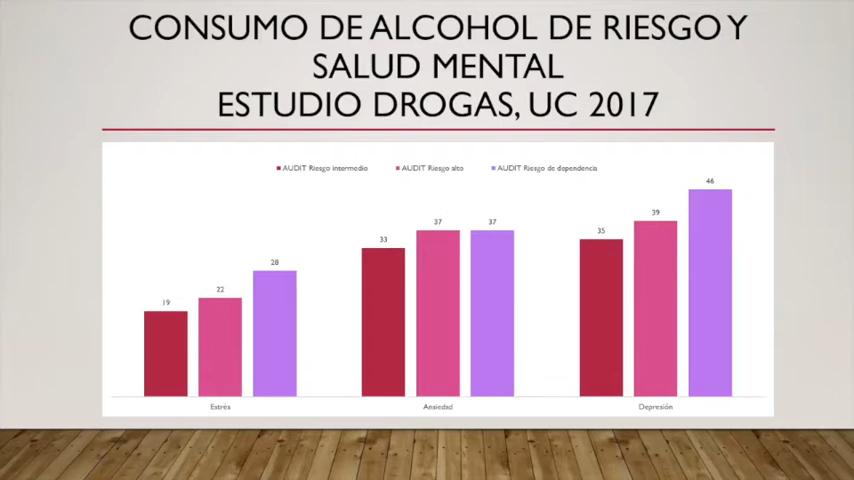 CONSUMO DE ALCOHOL DE RIESGO Y
SALUD MENTAL
ESTUDIO DROGAS, UC 2017
AUDIT Riesgo intermedio AUDIT Riesgo alto AUDIT Riesgo de dependencia
19 22 28 33 37 37 35 39 46
Estrés Ansiedad Depresión